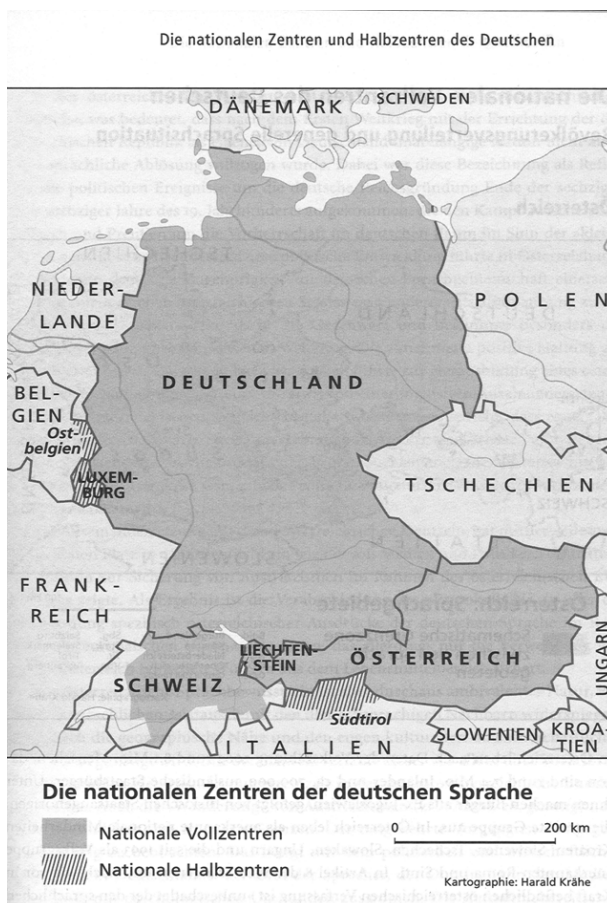 Die nationalen Zentren und Halbzentren des Deutschen
DÄNEMARK
SCHWEDEN
NIEDER-
LANDE
POLEN
DEUTSCHLAND
BEL-
GIEN
Ost-
belgien
LUXEM-
BURG
TSCHECHIEN
FRANK
REICH
LIECHTEN-
STEIN
ÖSTERREICH
SCHWEIZ
UNGARN
Südtirol
SLOWENIEN
KROA-
TIEN
ITALIEN
Die nationalen Zentren der deutschen Sprache
Nationale Vollzentren
200 km
Nationale Halbzentren
Kartographie: Harald Krähe